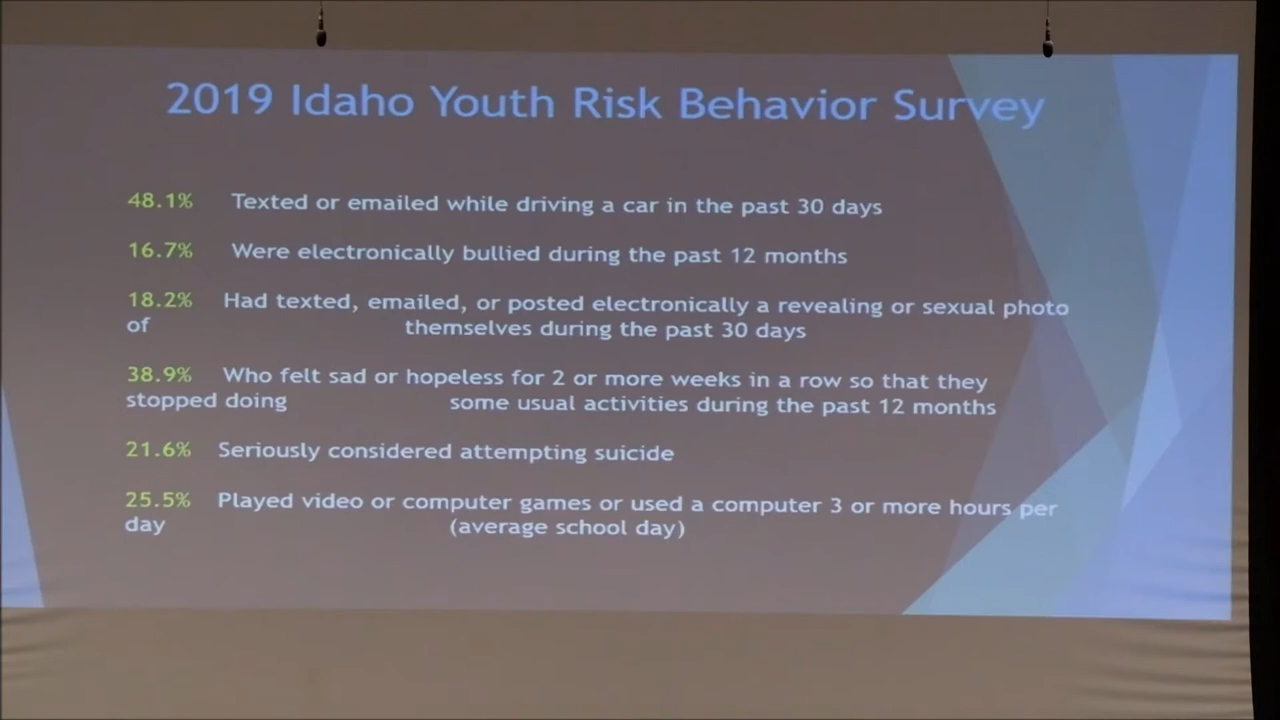 2019 Idaho Youth Risk Behavior Survey
48.1% Texted or emailed while driving a car in the past 30 days
16.7% Were electronically bullied during the past 12 months
18.2% Had texted, emailed, or posted electronically a revealing or sexual photo
of themselves during the past 30 days
38.9% Who felt sad or hopeless for 2 or more weeks in a row so that they
stopped doing some usual activities during the past 12 months
21.6% Seriously considered attempting suicide
25.5% Played video or computer games or used a computer 3 or more hours per
day (average school day)